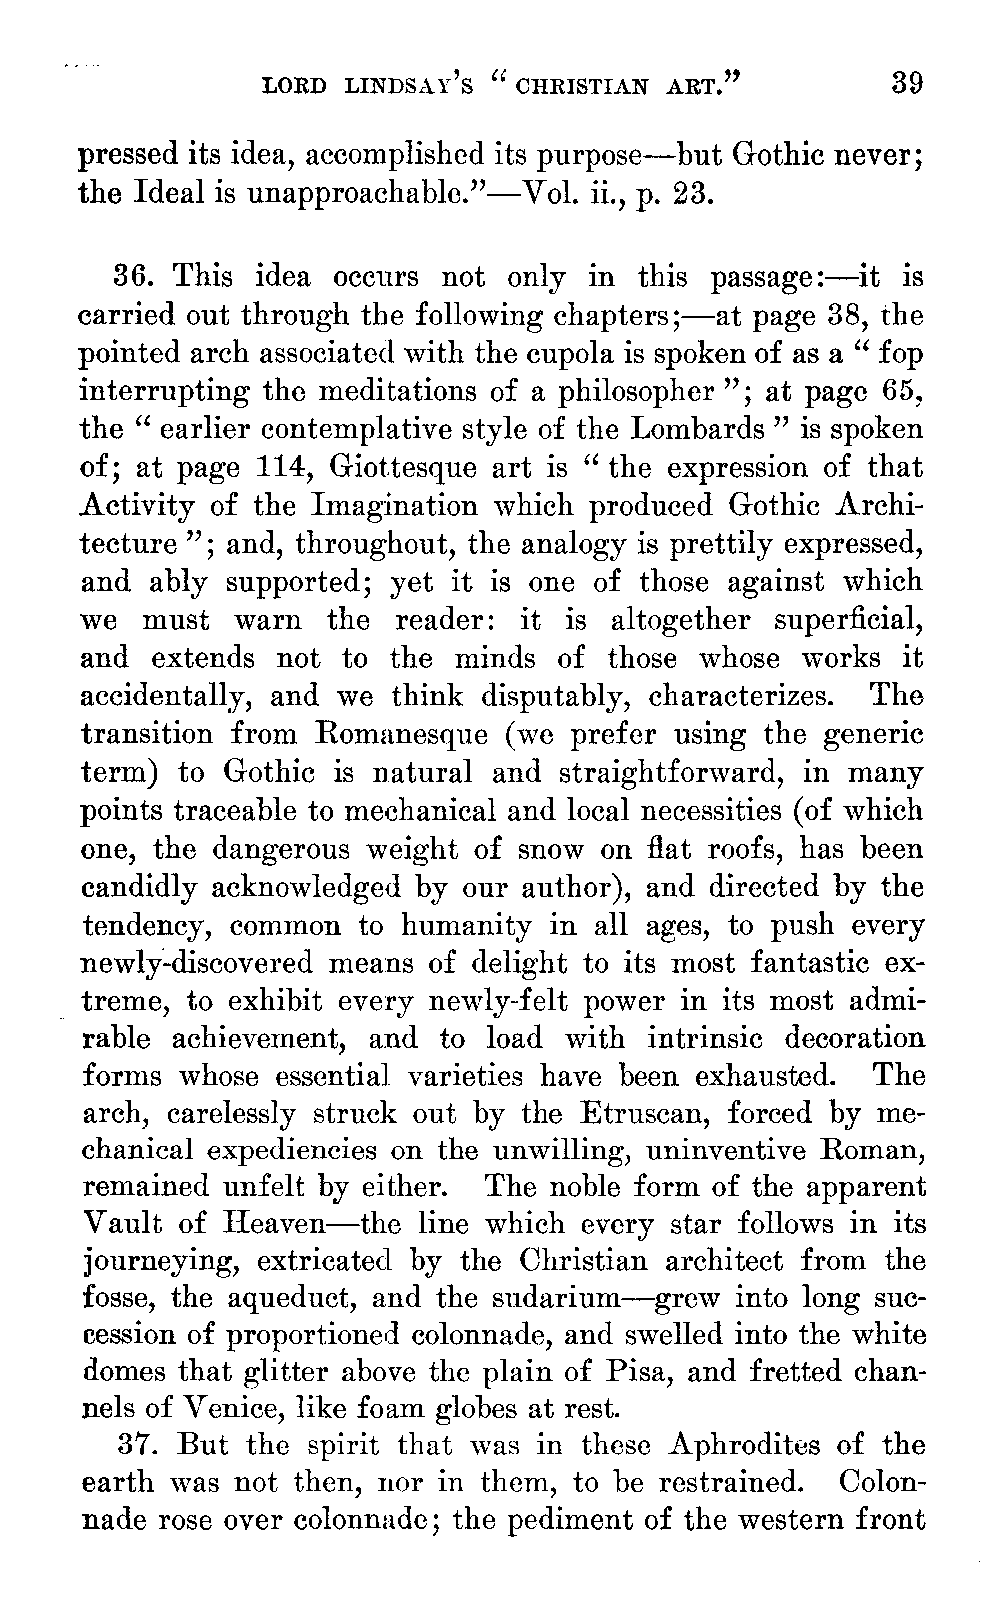 LORD LINDSAY'S " CHRISTIAN ART." 39
pressed its idea, accomplished its purpose—but Gothic never;
the Ideal is unapproachable."—Vol. ii., p. 23.
36. This idea occurs not only in this passage:—it is
carried out through the following chapters;—at page 38, the
pointed arch associated with the cupola is spoken of as a " fop
interrupting the meditations of a philosopher "; at page 65,
the " earlier contemplative style of the Lombards " is spoken
of; at page 114, Giottesque art is " the expression of that
Activity of the Imagination which produced Gothic Archi-
tecture "; and, throughout, the analogy is prettily expressed,
and ably supported; yet it is one of those against which
we must warn the reader: it is altogether superficial,
and extends not to the minds of those whose works it
accidentally, and we think disputably, characterizes. The
transition from Romanesque (we prefer using the generic
term) to Gothic is natural and straightforward, in many
points traceable to mechanical and local necessities (of which
one, the dangerous weight of snow on flat roofs, has been
candidly acknowledged by our author), and directed by the
tendency, common to humanity in all ages, to push every
newly-discovered means of delight to its most fantastic ex-
treme, to exhibit every newly-felt power in its most admi-
rable achievement, and to load with intrinsic decoration
forms whose essential varieties have been exhausted. The
arch, carelessly struck out by the Etruscan, forced by me-
chanical expediencies on the unwilling, uninventive Roman,
remained unfelt by either. The noble form of the apparent
Vault of Heaven—the line which every star follows in its
journeying, extricated by the Christian architect from the
fosse, the aqueduct, and the sudarium—grew into long suc-
cession of proportioned colonnade, and swelled into the white
domes that glitter above the plain of Pisa, and fretted chan-
nels of Venice, like foam globes at rest.
37. But the spirit that was in these Aphrodites of the
earth was not then, nor in them, to be restrained. Colon-
nade rose over colonnade; the pediment of the western front